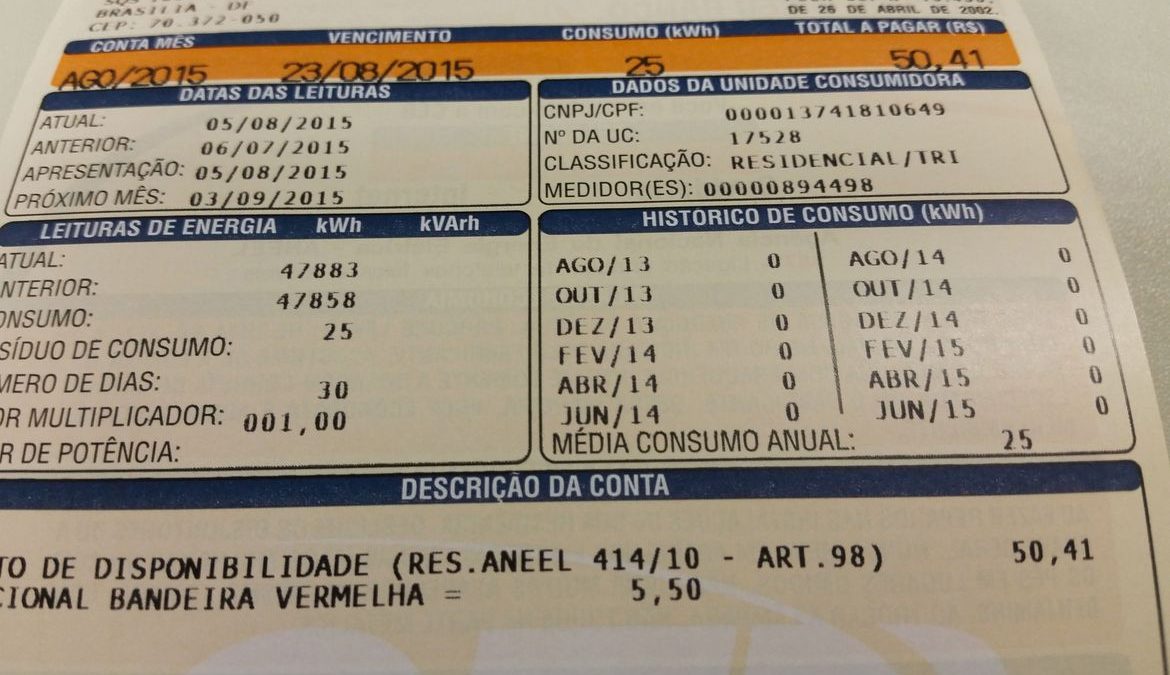 BRASILIA - DF
CEP: 70.372-050
DE 26 DE ABRIL DE 2002.
CONTA MÊS VENCIMENTO CONSUMO (kWh) TOTAL A PAGAR (R$)
AGO/2015 23/08/2015 25 50,41
DATAS DAS LEITURAS
ATUAL: 05/08/2015
ANTERIOR: 06/07/2015
APRESENTAÇÃO: 05/08/2015
PRÓXIMO MÊS: 03/09/2015
DADOS DA UNIDADE CONSUMIDORA
CNPJ/CPF: 000013741810649
Nº DA UC: 17528
CLASSIFICAÇÃO: RESIDENCIAL/TRI
MEDIDOR(ES): 00000894498
LEITURAS DE ENERGIA kWh kVArh
ATUAL: 47883
NTERIOR: 47858
ONSUMO: 25
SÍDUO DE CONSUMO:
MERO DE DIAS: 30
OR MULTIPLICADOR: 001,00
R DE POTÊNCIA:
HISTÓRICO DE CONSUMO (kWh)
AGO/13 0 AGO/14 0
OUT/13 0 OUT/14 0
DEZ/13 0 DEZ/14 0
FEV/14 0 FEV/15 0
ABR/14 0 ABR/15 0
JUN/14 0 JUN/15 0
MÉDIA CONSUMO ANUAL: 25
DESCRIÇÃO DA CONTA
TO DE DISPONIBILIDADE (RES.ANEEL 414/10 - ART.98) 50,41
CIONAL BANDEIRA VERMELHA = 5,50